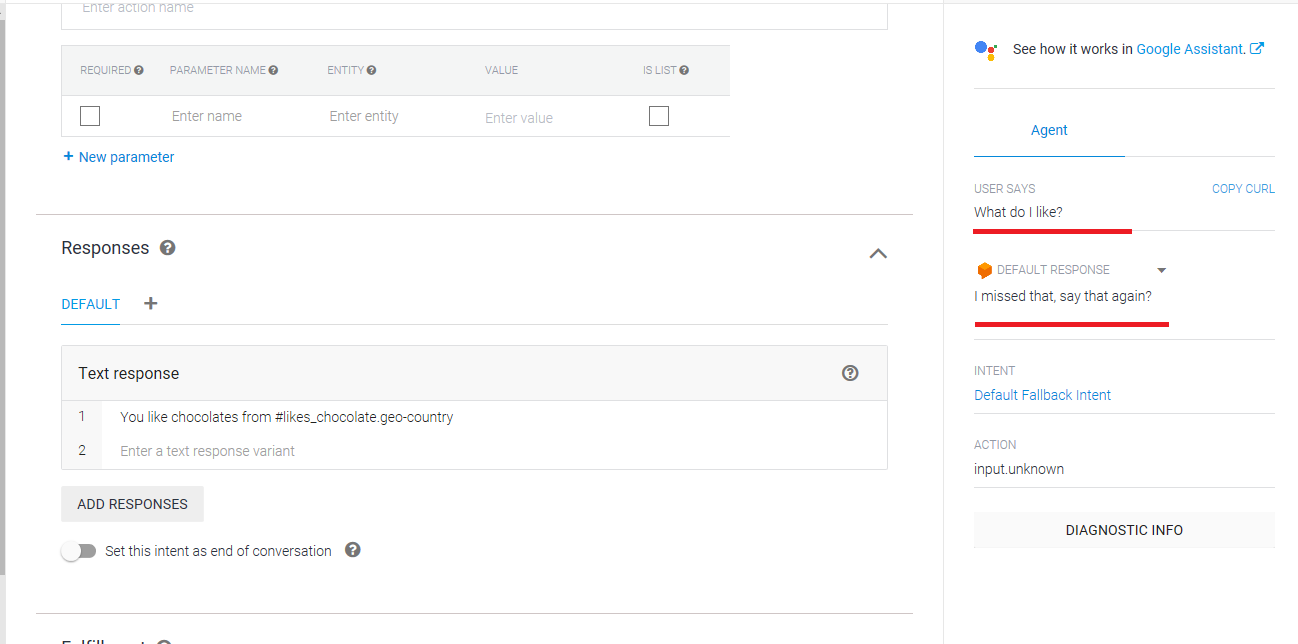 Enter action name
REQUIRED PARAMETER NAME ENTITY VALUE IS LIST
Enter name Enter entity Enter value
+ New parameter
Responses
DEFAULT +
Text response
1 You like chocolates from #likes_chocolate.geo-country
2 Enter a text response variant
ADD RESPONSES
Set this intent as end of conversation
See how it works in Google Assistant.
Agent
USER SAYS COPY CURL
What do I like?
DEFAULT RESPONSE
I missed that, say that again?
INTENT
Default Fallback Intent
ACTION
input.unknown
DIAGNOSTIC INFO